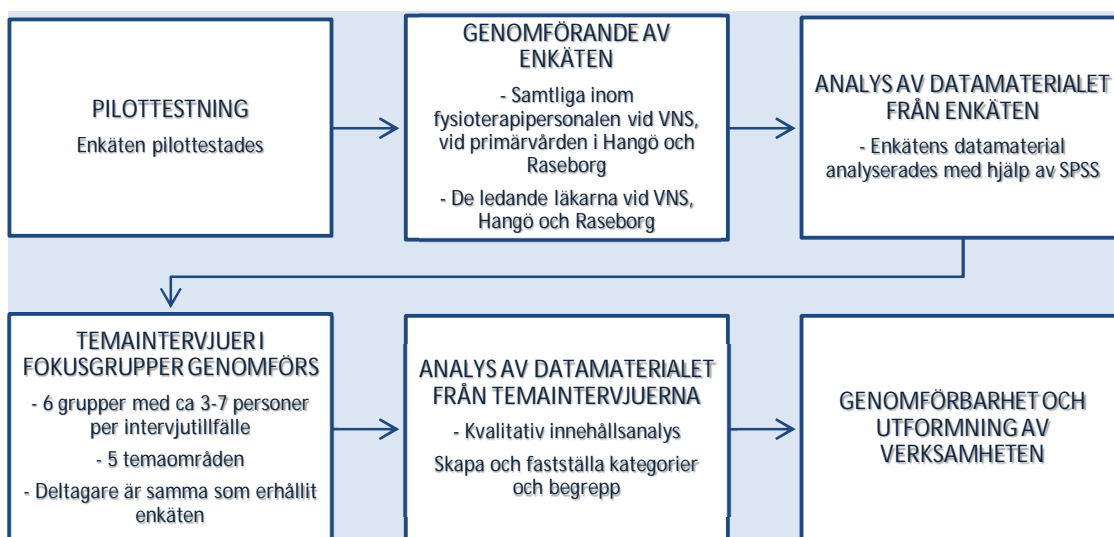 PILOTTESTNING
Enkäten pilottestades
GENOMFÖRANDE AV
ENKÄTEN
- Samtliga inom
fysioterapipersonalen vid VNS,
vid primärvården i Hangö och
Raseborg
- De ledande läkarna vid VNS,
Hangö och Raseborg
ANALYS AV DATAMATERIALET
FRÅN ENKÄTEN
- Enkätens datamaterial
analyserades med hjälp av SPSS
TEMAINTERVJUER I
FOKUSGRUPPER GENOMFÖRS
- 6 grupper med ca 3-7 personer
per intervjutillfälle
- 5 temaområden
- Deltagare är samma som erhållit
enkäten
ANALYS AV DATAMATERIALET
FRÅN TEMAINTERVJUERNA
- Kvalitativ innehållsanalys
Skapa och fastställa kategorier
och begrepp
GENOMFÖRBARHET OCH
UTFORMNING AV
VERKSAMHETEN